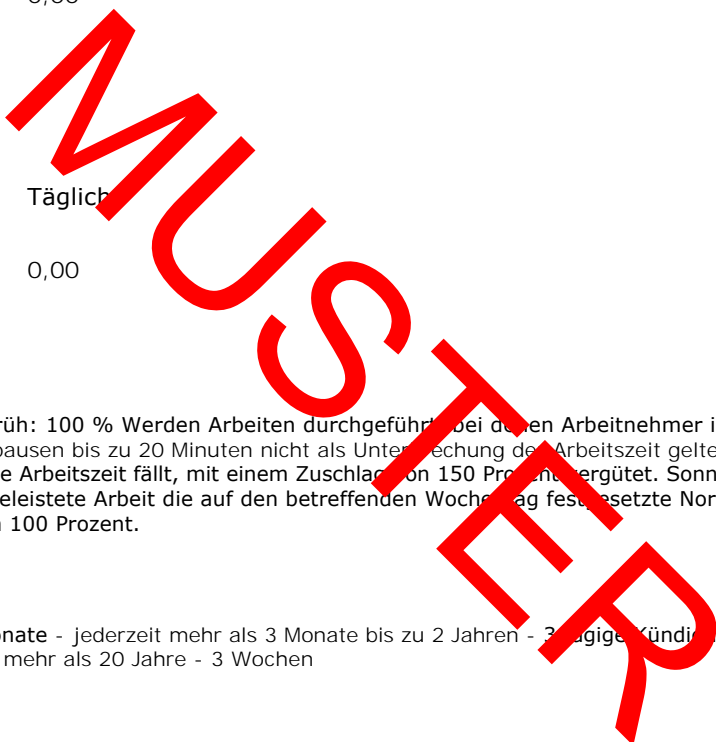 0,00
Täglich
0,00
rüh: 100 % Werden Arbeiten durchgeführt bei denen Arbeitnehmer i
pausen bis zu 20 Minuten nicht als Unterbrechung der Arbeitszeit gelte
e Arbeitszeit fällt, mit einem Zuschlag von 150 Prozent vergütet. Sonn
eleistete Arbeit die auf den betreffenden Wochentag festgesetzte Nor
100 Prozent.
onate - jederzeit mehr als 3 Monate bis zu 2 Jahren -
mehr als 20 Jahre - 3 Wochen
MUSTER